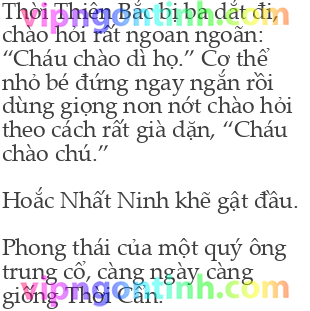 Thời Thiên Bắc bị ba dắt đi,
vipngontinh.com
chào hỏi rất ngoan ngoãn:
“Cháu chào dì họ.” Cơ thể
nhỏ bé đứng ngay ngắn rồi
dùng giọng non nớt chào hỏi
theo cách rất già dặn, “Cháu
chào chú.”
Hoắc Nhất Ninh khẽ gật đầu.
Phong thái của một quý ông
trung cổ, càng ngày càng
giống Thời Cẩn.
vipngontinh.com